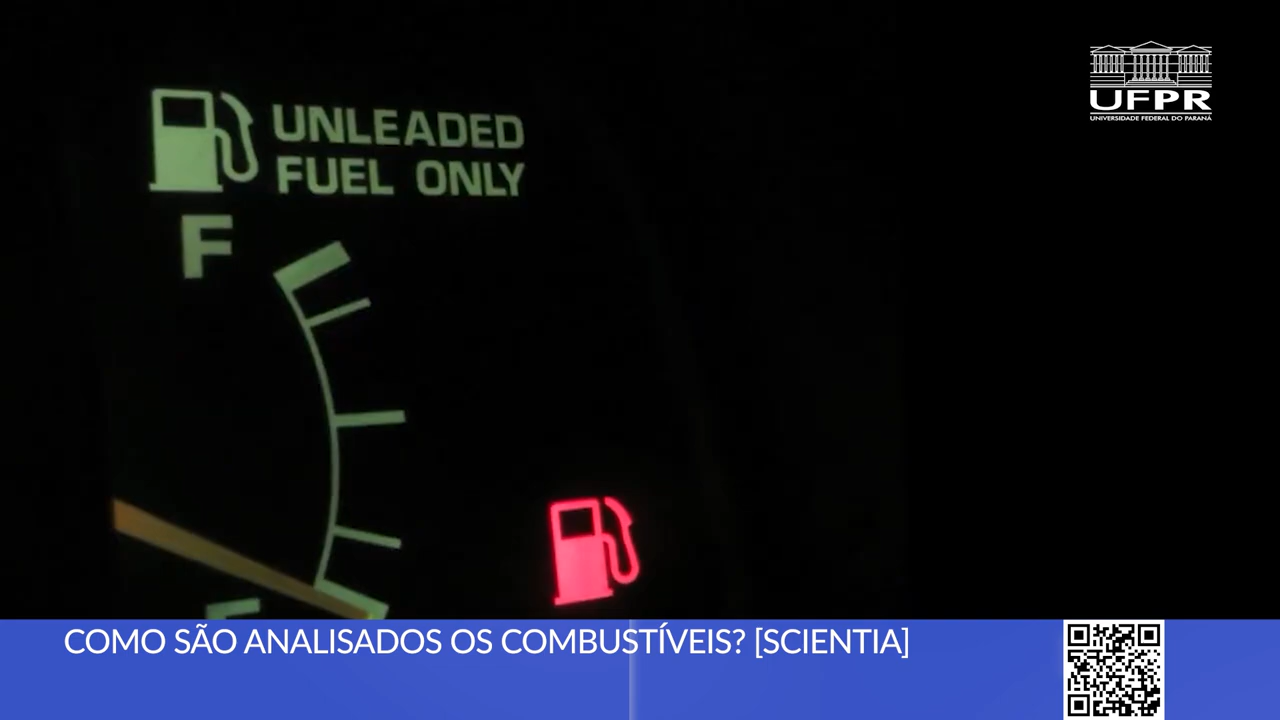 UNLEADED
FUEL ONLY
F
UFPR
UNIVERSIDADE FEDERAL DO PARANÁ
COMO SÃO ANALISADOS OS COMBUSTÍVEIS? [SCIENTIA]